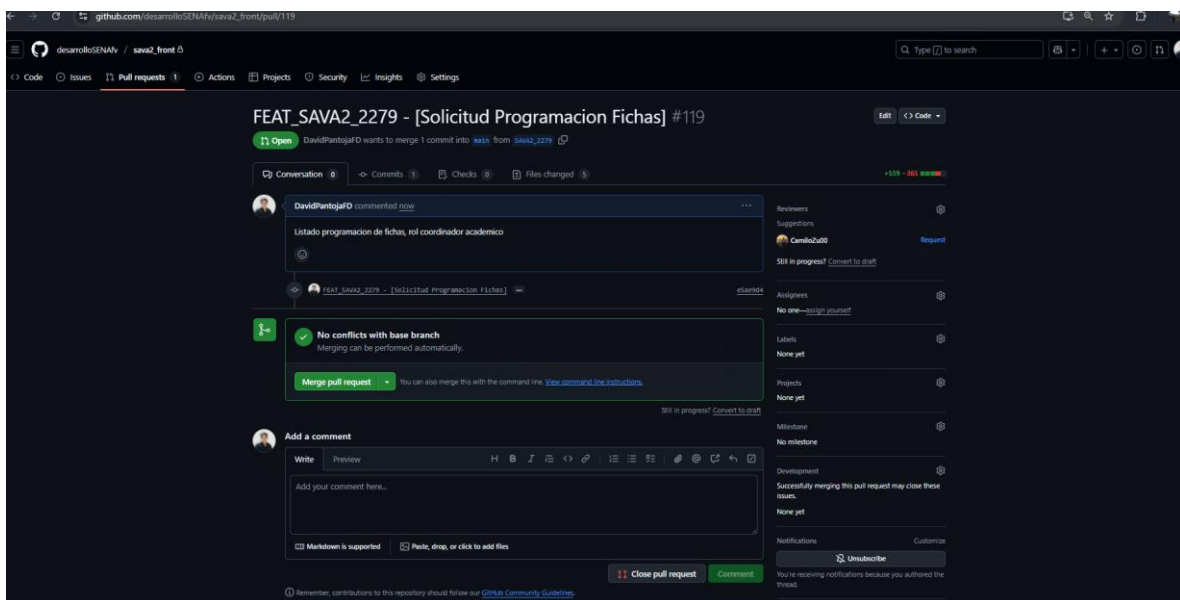 github.com/desarrolloSENAfv/sava2_front/pull/119
desarrolloSENAfv / sava2_front
Type / to search
Code Issues Pull requests 1 Actions Projects Security Insights Settings
FEAT_SAVA2_2279 - [Solicitud Programacion Fichas] #119
Edit Code
Open DavidPantojaFD wants to merge 1 commit into main from SAVA2_2279
Conversation 0 Commits 1 Checks 0 Files changed 5
+559 −365
DavidPantojaFD commented now
Listado programacion de fichas, rol coordinador academico
FEAT_SAVA2_2279 - [Solicitud Programacion Fichas]
No conflicts with base branch
Merging can be performed automatically.
Merge pull request You can also merge this with the command line. View command line instructions.
Still in progress? Convert to draft
Add a comment
Write Preview
Add your comment here...
Markdown is supported Paste, drop, or click to add files
Close pull request Comment
Remember, contributions to this repository should follow our GitHub Community Guidelines.
Reviewers
Suggestions
CamiloZu00 Request
Still in progress? Convert to draft
Assignees
No one—assign yourself
Labels
None yet
Projects
None yet
Milestone
No milestone
Development
Successfully merging this pull request may close these
issues.
None yet
Notifications Customize
Unsubscribe
You're receiving notifications because you authored the
thread.